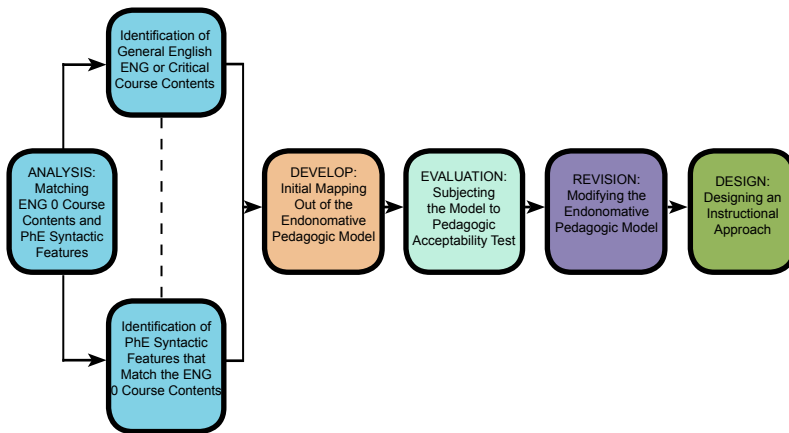 Identification of
General English
ENG or Critical
Course Contents
ANALYSIS:
Matching
ENG 0 Course
Contents and
PhE Syntactic
Features
Identification of
PhE Syntactic
Features that
Match the ENG
0 Course Contents
DEVELOP:
Initial Mapping
Out of the
Endonomative
Pedagogic Model
EVALUATION:
Subjecting
the Model to
Pedagogic
Acceptability Test
REVISION:
Modifying the
Endonomative
Pedagogic Model
DESIGN:
Designing an
Instructional
Approach